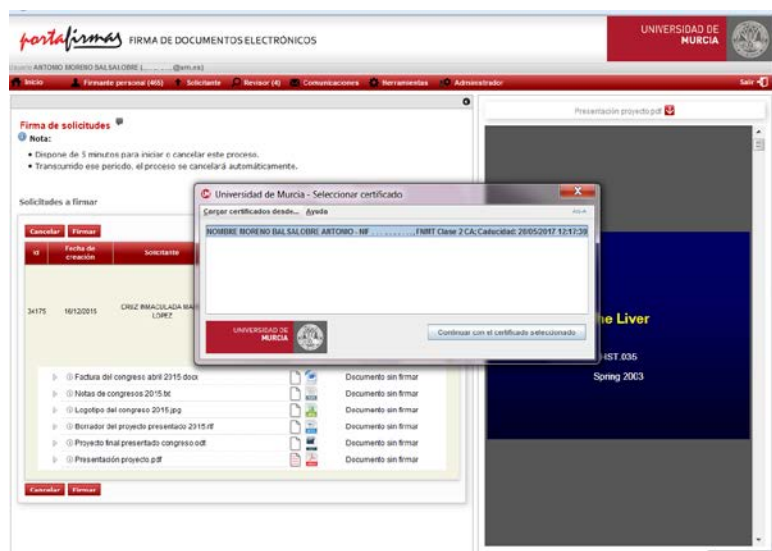 portafirmas FIRMA DE DOCUMENTOS ELECTRÓNICOS
UNIVERSIDAD DE
MURCIA
ANTONIO MORENO BALSALOBRE (............@um.es)
Inicio Firmante personal (465) Solicitante Revisor (4) Comunicaciones Herramientas Administrador Salir
Presentación proyecto.pdf
Firma de solicitudes
Nota:
• Dispone de 5 minutos para iniciar o cancelar este proceso.
• Transcurrido ese periodo, el proceso se cancelará automáticamente.
Solicitudes a firmar
Universidad de Murcia - Seleccionar certificado
Cargar certificados desde... Ayuda
NOMBRE MORENO BALSALOBRE ANTONIO - NIF ............, FNMT Clase 2 CA; Caducidad: 28/05/2017 12:17:39
UNIVERSIDAD DE
MURCIA
Continuar con el certificado seleccionado
Cancelar Firmar
Id Fecha de creación Solicitante
34175 16/12/2015 CRUZ INMACULADA
LOPEZ
he Liver
HST.035
Spring 2003
Factura del congreso abril 2015.docx Documento sin firmar
Notas de congresos 2015.txt Documento sin firmar
Logotipo del congreso 2015.jpg Documento sin firmar
Borrador del proyecto presentado 2015.rtf Documento sin firmar
Proyecto final presentado congreso.odt Documento sin firmar
Presentación proyecto.pdf Documento sin firmar
Cancelar Firmar